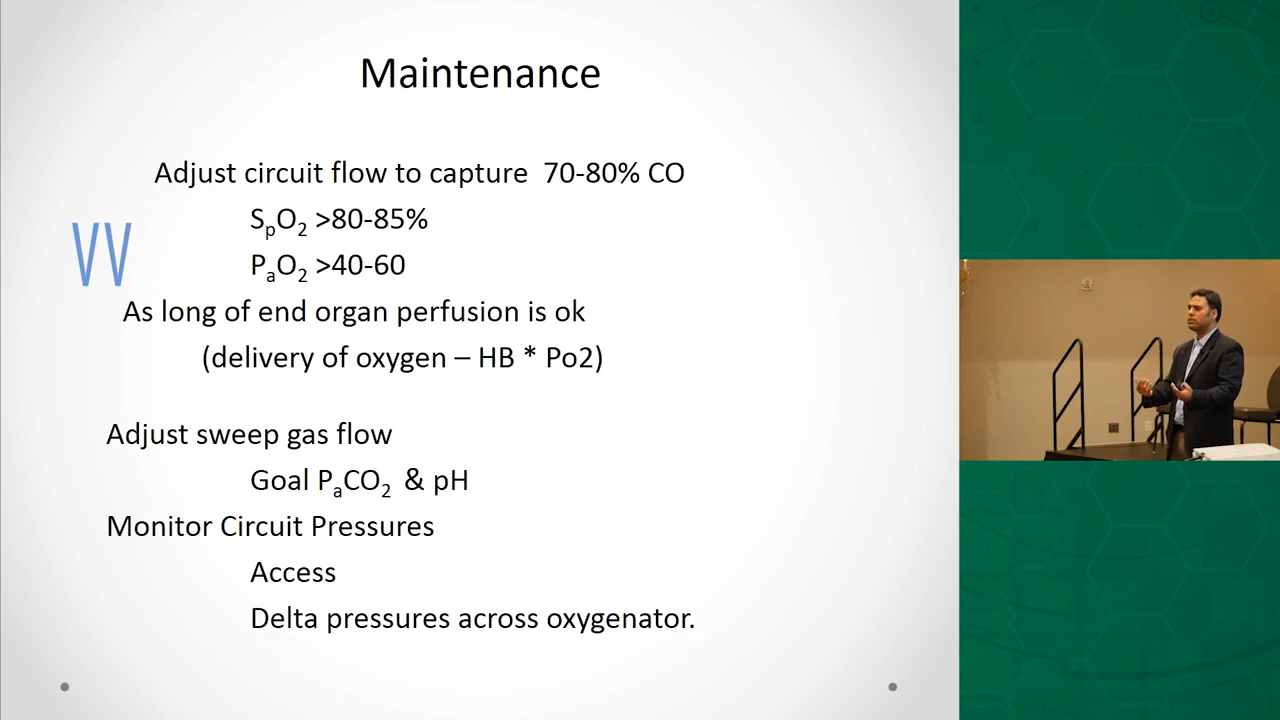 Maintenance
Adjust circuit flow to capture 70-80% CO
SpO2 >80-85%
VV
PaO2 >40-60
As long of end organ perfusion is ok
(delivery of oxygen – HB * Po2)
Adjust sweep gas flow
Goal PaCO2 & pH
Monitor Circuit Pressures
Access
Delta pressures across oxygenator.